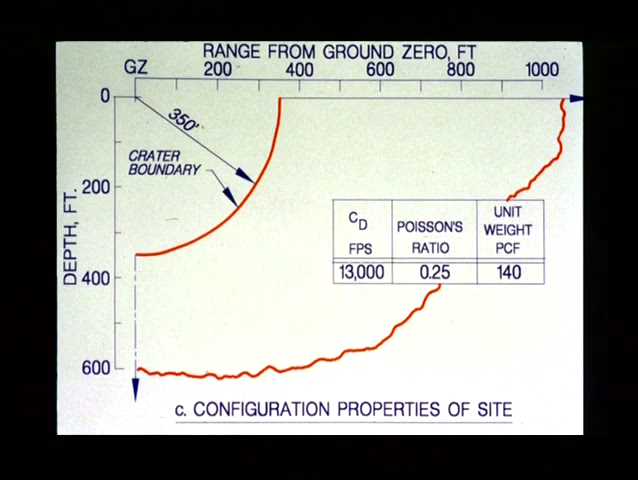 RANGE FROM GROUND ZERO, FT
GZ 200 400 600 800 1000
0
350'
CRATER
BOUNDARY
200
DEPTH, FT.
400
600
CD
FPS
POISSON'S
RATIO
UNIT
WEIGHT
PCF
13,000 0.25 140
c. CONFIGURATION PROPERTIES OF SITE